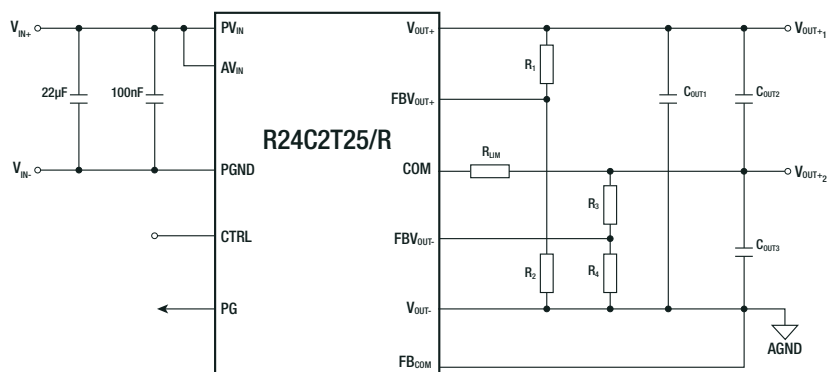 VIN+
22µF
100nF
VIN-
PVIN
AVIN
PGND
CTRL
PG
R24C2T25/R
VOUT+
FBVOUT+
COM
FBVOUT-
VOUT-
FBCOM
R1
R2
RLIM
R3
R4
COUT1
COUT2
COUT3
VOUT+1
VOUT+2
AGND